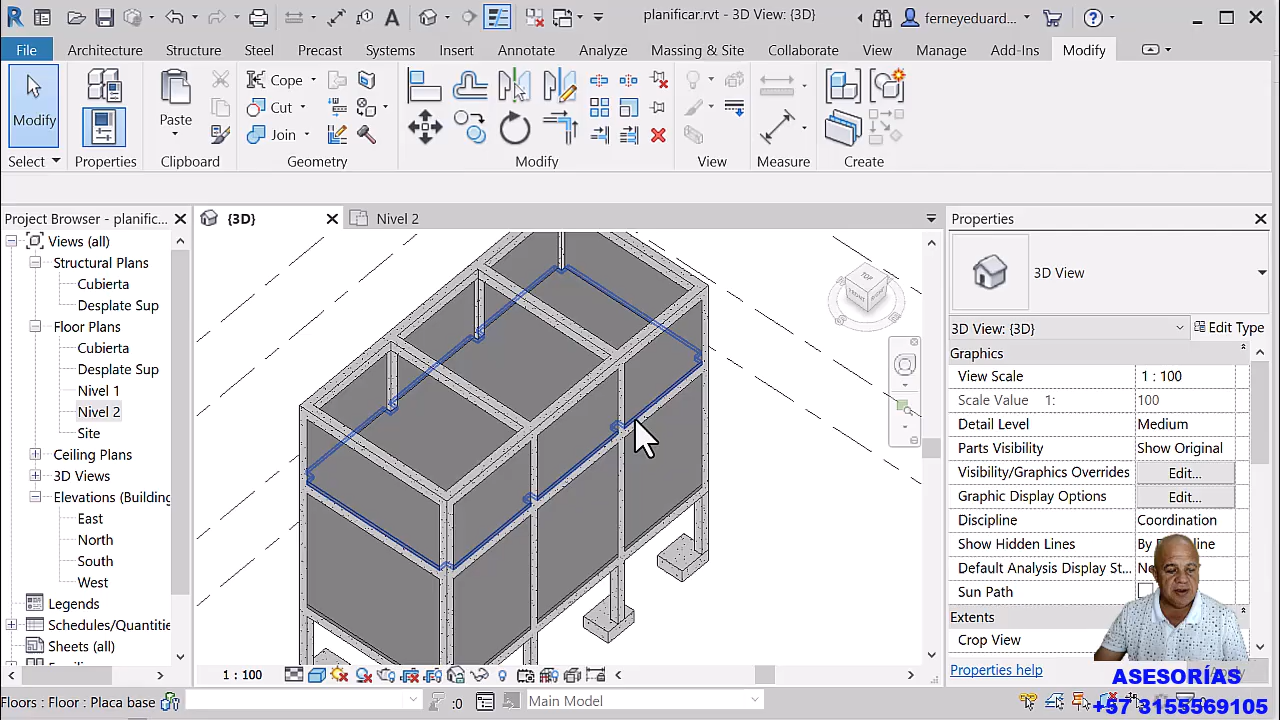 planificar.rvt - 3D View: {3D}
ferneyeduard...
File
Architecture
Structure
Steel
Precast
Systems
Insert
Annotate
Analyze
Massing & Site
Collaborate
View
Manage
Add-Ins
Modify
Modify
Properties
Paste
Cope
Cut
Join
Select
Properties
Clipboard
Geometry
Modify
View
Measure
Create
Project Browser - planific...
{3D}
Nivel 2
Properties
Views (all)
Structural Plans
Cubierta
Desplate Sup
Floor Plans
Cubierta
Desplate Sup
Nivel 1
Nivel 2
Site
Ceiling Plans
3D Views
Elevations (Building
East
North
South
West
Legends
Schedules/Quantitie
Sheets (all)
TOP
FRONT
3D View
3D View: {3D}
Edit Type
Graphics
View Scale
1 : 100
Scale Value 1:
100
Detail Level
Medium
Parts Visibility
Show Original
Visibility/Graphics Overrides
Edit...
Graphic Display Options
Edit...
Discipline
Coordination
Show Hidden Lines
By
Default Analysis Display St...
Sun Path
Extents
Crop View
Properties help
1 : 100
Floors : Floor : Placa base
:0
Main Model
ASESORÍAS
+57 3155569105